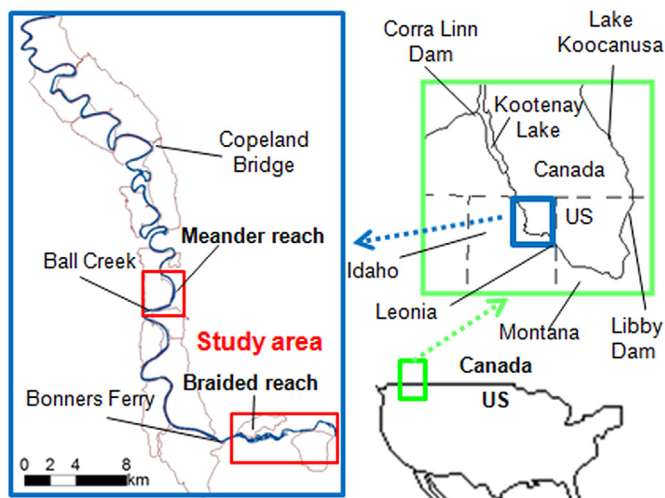 Copeland
Bridge
Meander reach
Ball Creek
Study area
Braided reach
Bonners Ferry
0 2 4 8
km
Corra Linn
Dam
Lake
Koocanusa
Kootenay
Lake
Canada
US
Idaho
Leonia
Montana
Libby
Dam
Canada
US